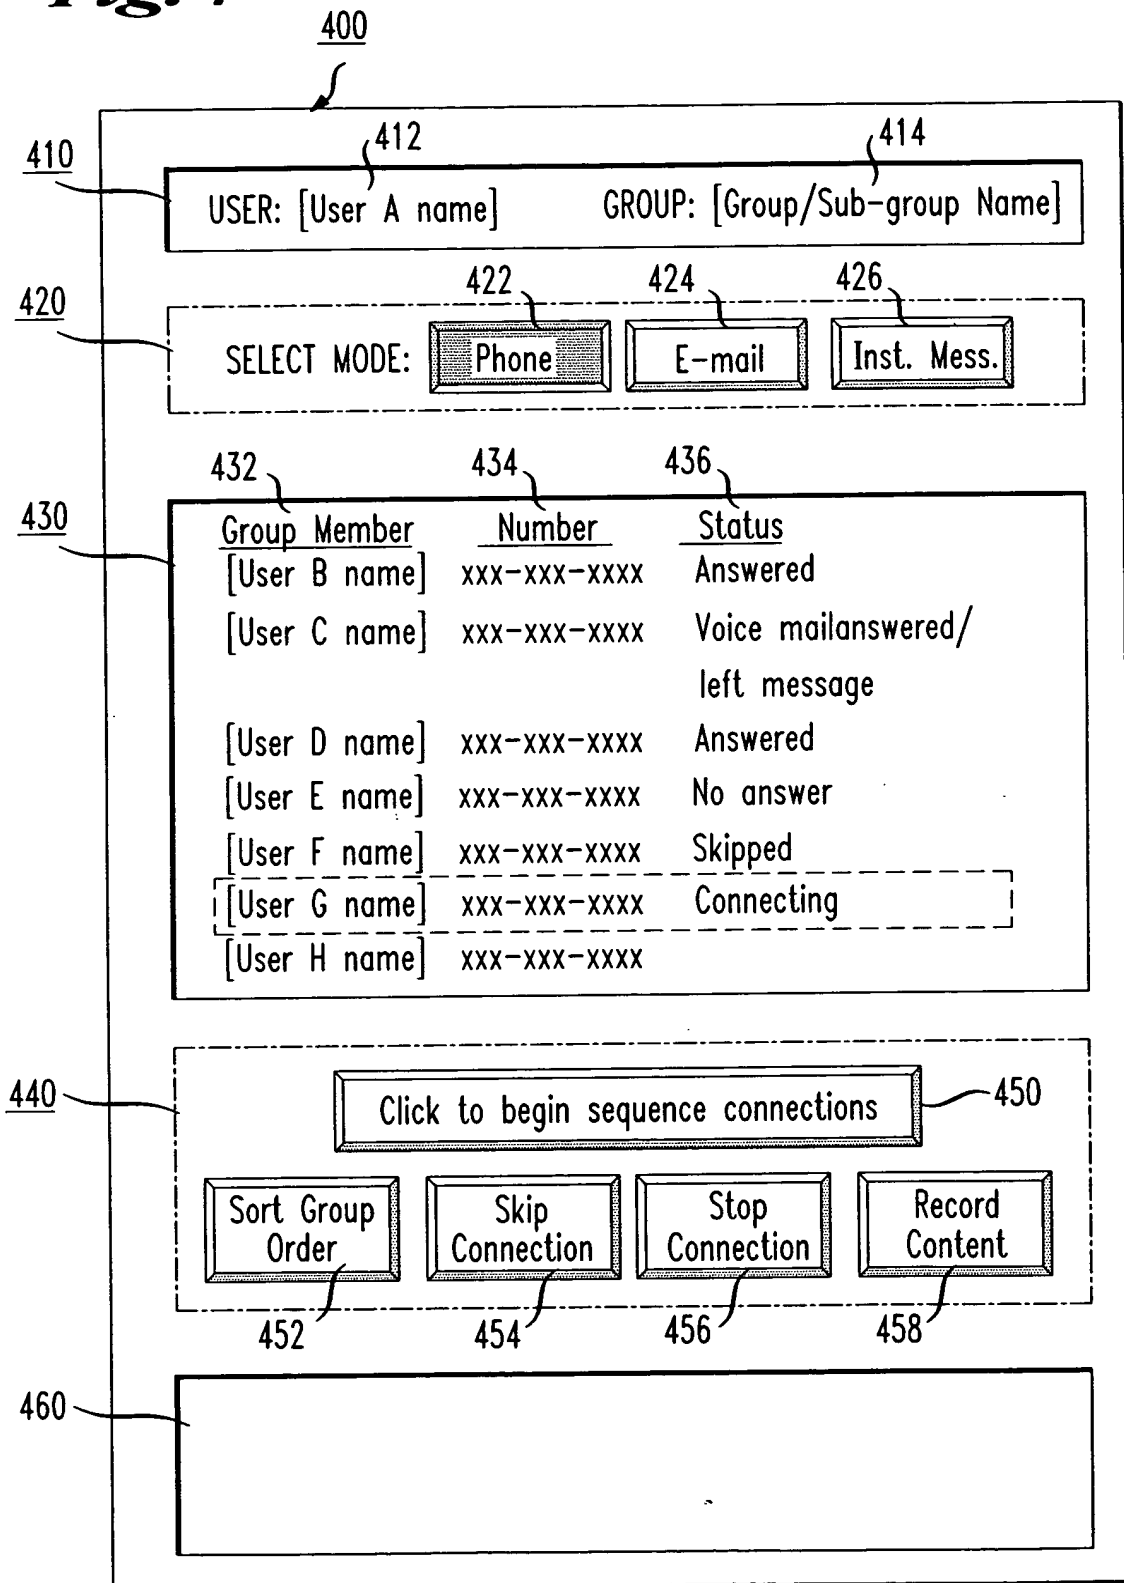 Fig. 4
400
410
412
414
USER: [User A name] GROUP: [Group/Sub-group Name]
420
422
424
426
SELECT MODE: Phone E-mail Inst. Mess.
430
432
434
436
Group Member Number Status
[User B name] xxx-xxx-xxxx Answered
[User C name] xxx-xxx-xxxx Voice mailanswered/
left message
[User D name] xxx-xxx-xxxx Answered
[User E name] xxx-xxx-xxxx No answer
[User F name] xxx-xxx-xxxx Skipped
[User G name] xxx-xxx-xxxx Connecting
[User H name] xxx-xxx-xxxx
440
Click to begin sequence connections
450
Sort Group
Order
Skip
Connection
Stop
Connection
Record
Content
452
454
456
458
460